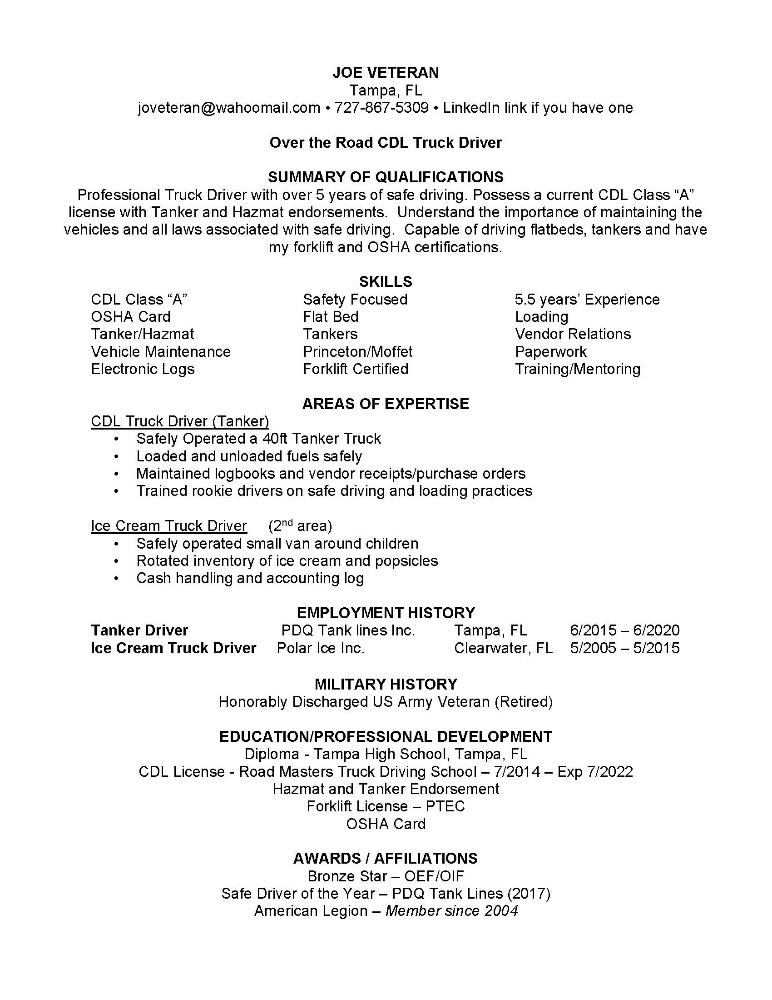 JOE VETERAN
Tampa, FL
joveteran@wahoomail.com • 727-867-5309 • LinkedIn link if you have one
Over the Road CDL Truck Driver
SUMMARY OF QUALIFICATIONS
Professional Truck Driver with over 5 years of safe driving. Possess a current CDL Class “A”
license with Tanker and Hazmat endorsements.  Understand the importance of maintaining the
vehicles and all laws associated with safe driving.  Capable of driving flatbeds, tankers and have
my forklift and OSHA certifications.
SKILLS
CDL Class “A” Safety Focused 5.5 years’ Experience
OSHA Card Flat Bed Loading
Tanker/Hazmat Tankers Vendor Relations
Vehicle Maintenance Princeton/Moffet Paperwork
Electronic Logs Forklift Certified Training/Mentoring
AREAS OF EXPERTISE
CDL Truck Driver (Tanker)
• Safely Operated a 40ft Tanker Truck
• Loaded and unloaded fuels safely
• Maintained logbooks and vendor receipts/purchase orders
• Trained rookie drivers on safe driving and loading practices
Ice Cream Truck Driver (2nd area)
• Safely operated small van around children
• Rotated inventory of ice cream and popsicles
• Cash handling and accounting log
EMPLOYMENT HISTORY
Tanker Driver PDQ Tank lines Inc. Tampa, FL 6/2015 – 6/2020
Ice Cream Truck Driver Polar Ice Inc. Clearwater, FL 5/2005 – 5/2015
MILITARY HISTORY
Honorably Discharged US Army Veteran (Retired)
EDUCATION/PROFESSIONAL DEVELOPMENT
Diploma - Tampa High School, Tampa, FL
CDL License - Road Masters Truck Driving School – 7/2014 – Exp 7/2022
Hazmat and Tanker Endorsement
Forklift License – PTEC
OSHA Card
AWARDS / AFFILIATIONS
Bronze Star – OEF/OIF
Safe Driver of the Year – PDQ Tank Lines (2017)
American Legion – Member since 2004